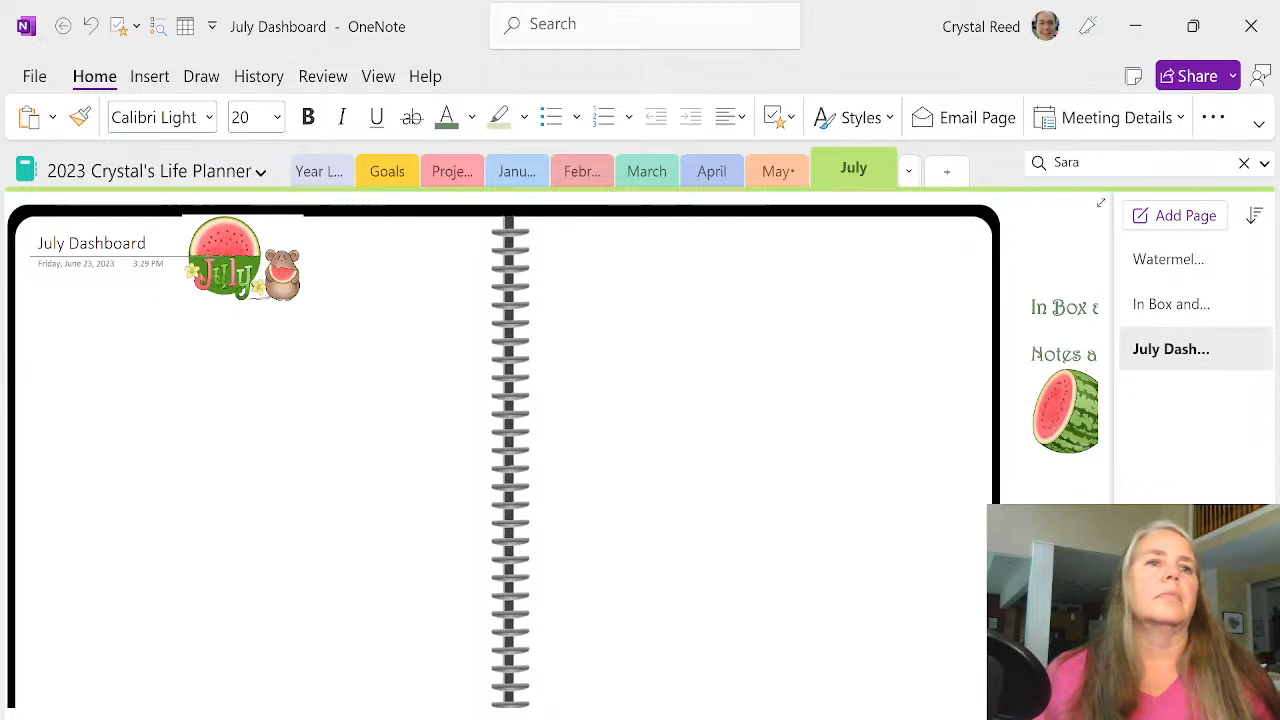 July Dashboard - OneNote
Search
Crystal Reed
File Home Insert Draw History Review View Help
Share
Calibri Light 20 B I U ab A
Styles
Email Page
Meeting Details
2023 Crystal's Life Planner
Year L... Goals Proje... Janu... Febr... March April May• July
Sara
July Dashboard
Friday, June 23, 2023 3:29 PM
July
Add Page
Watermel...
In Box and...
July Dash...
In Box a
Notes a